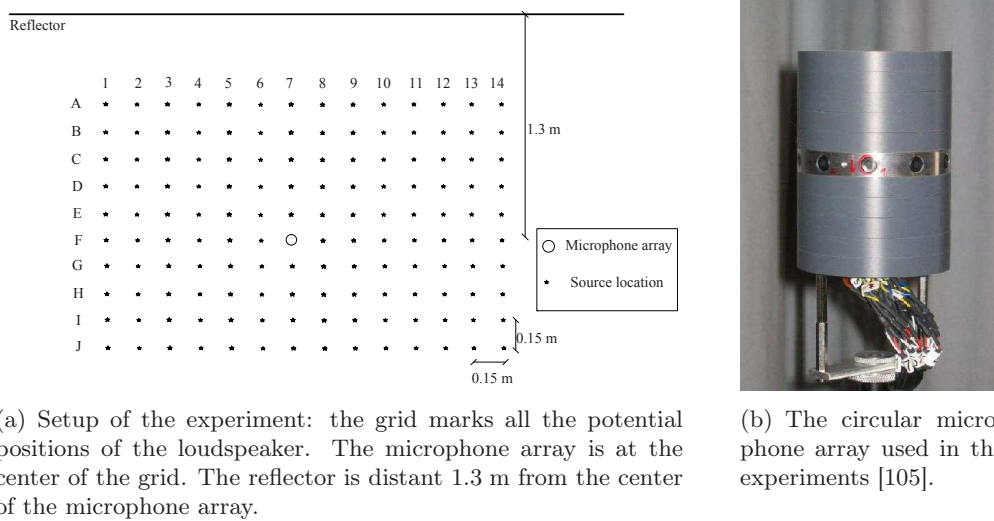 Reflector
1 2 3 4 5 6 7 8 9 10 11 12 13 14
A
B
C
D
E
F
G
H
I
J
1.3 m
Microphone array
Source location
0.15 m
0.15 m
(a) Setup of the experiment: the grid marks all the potential
positions of the loudspeaker. The microphone array is at the
center of the grid. The reflector is distant 1.3 m from the center
of the microphone array.
(b) The circular micro
phone array used in th
experiments [105].